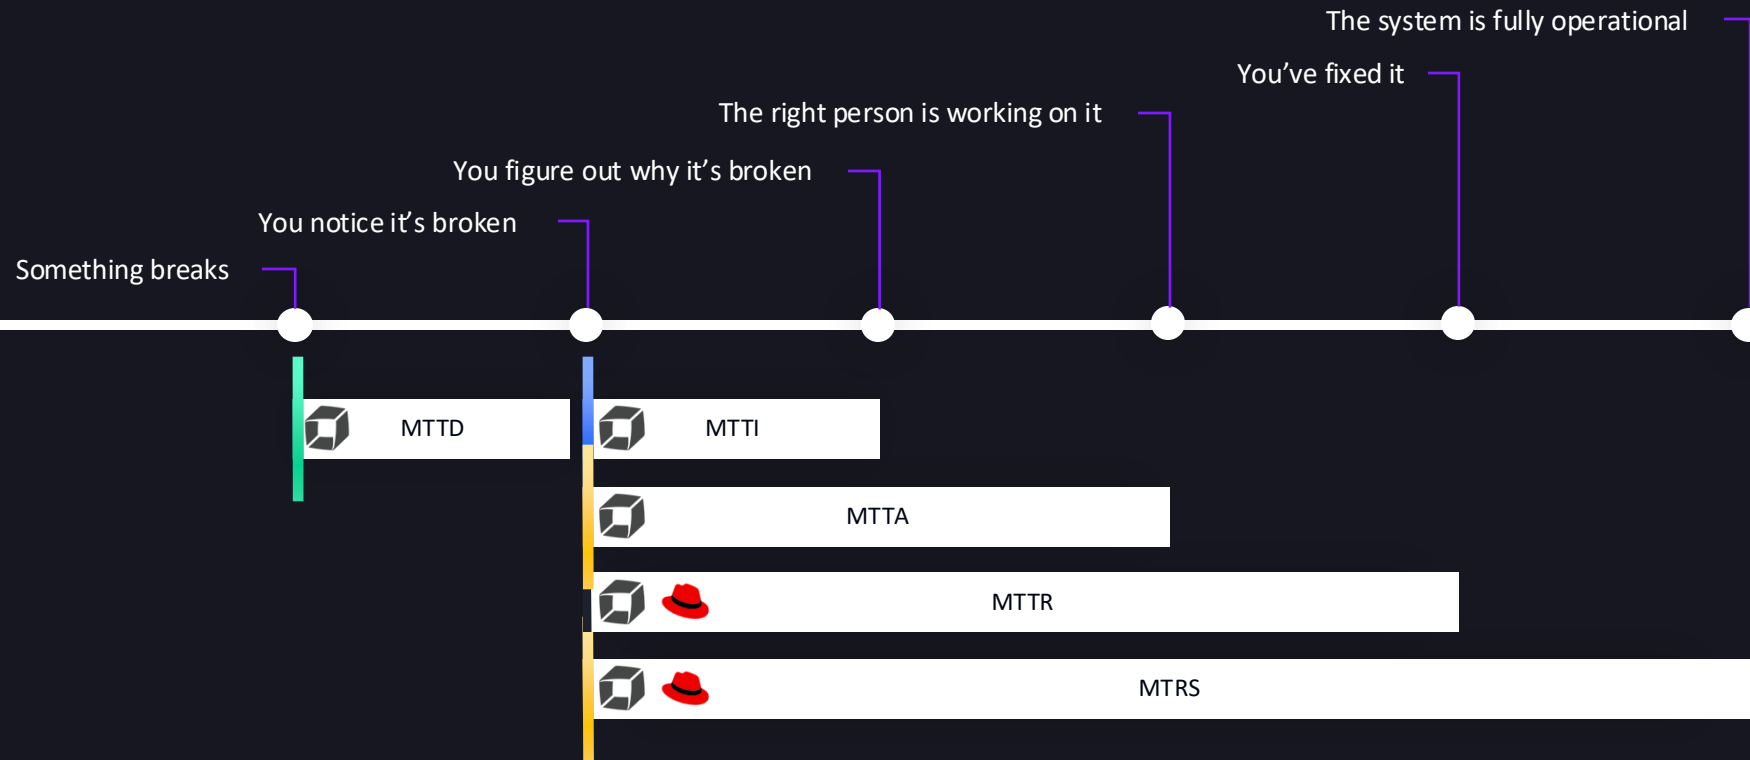 The system is fully operational
You’ve fixed it
The right person is working on it
You figure out why it’s broken
You notice it’s broken
Something breaks
MTTD
MTTI
MTTA
MTTR
MTRS